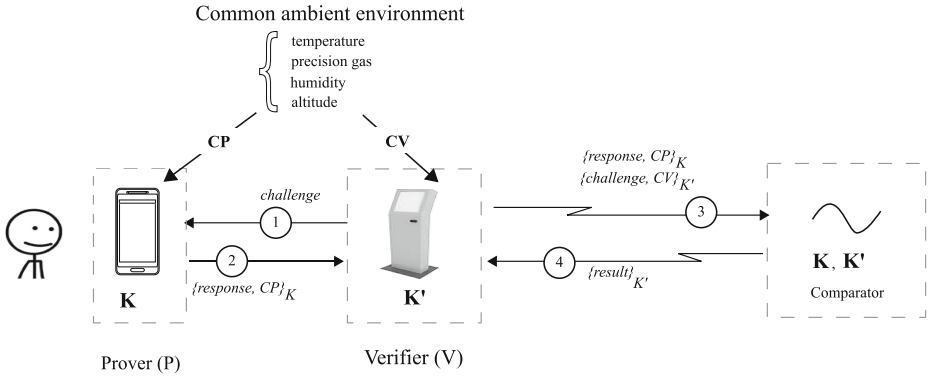 Common ambient environment
temperature
precision gas
humidity
altitude
CP
CV
challenge
1
2
{response, CP}K
K
K'
Prover (P)
Verifier (V)
{response, CP}K
{challenge, CV}K'
3
4
{result}K'
K, K'
Comparator